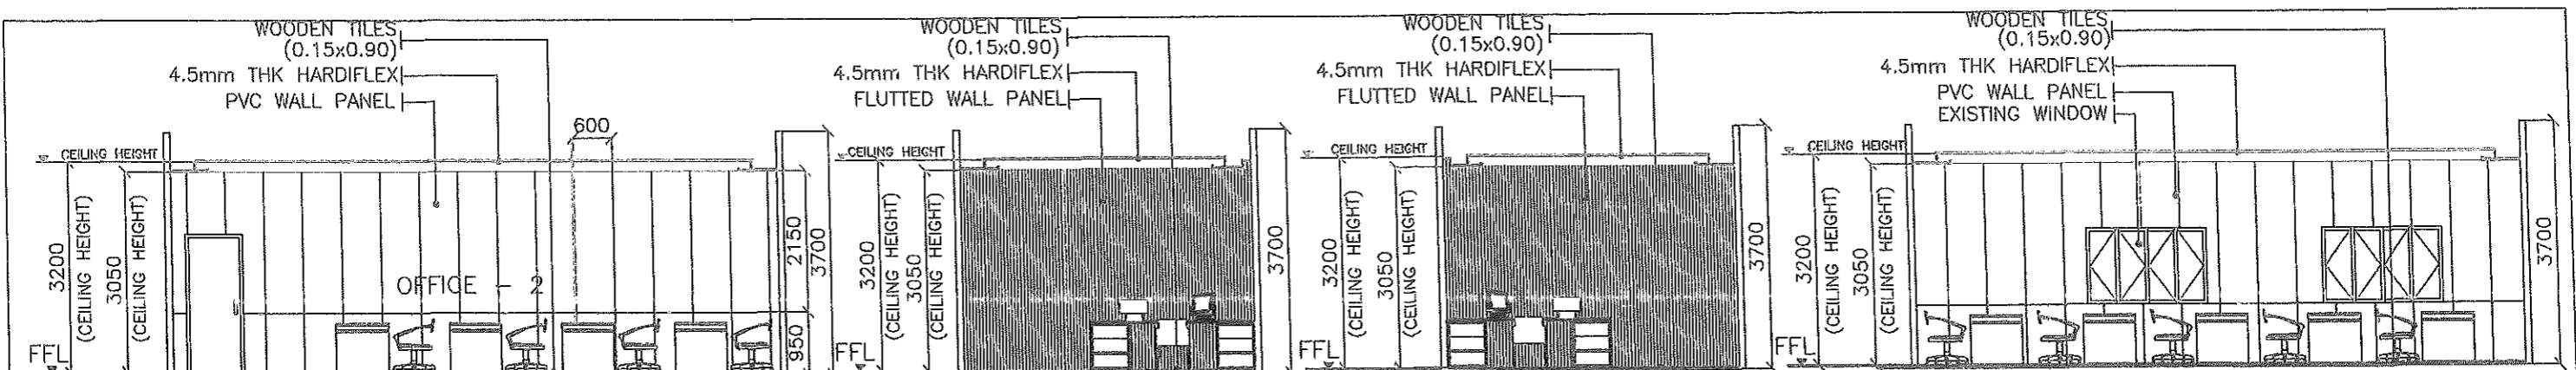 WOODEN TILES
(0.15x0.90)
4.5mm THK HARDIFLEX
PVC WALL PANEL
600
CEILING HEIGHT
3200
(CEILING HEIGHT)
3050
(CEILING HEIGHT)
OFFICE - 2
2150
3700
950
FFL
WOODEN TILES
(0.15x0.90)
4.5mm THK HARDIFLEX
FLUTTED WALL PANEL
CEILING HEIGHT
3200
(CEILING HEIGHT)
3050
(CEILING HEIGHT)
3700
FFL
WOODEN TILES
(0.15x0.90)
4.5mm THK HARDIFLEX
FLUTTED WALL PANEL
CEILING HEIGHT
3200
(CEILING HEIGHT)
3050
(CEILING HEIGHT)
3700
FFL
WOODEN TILES
(0.15x0.90)
4.5mm THK HARDIFLEX
PVC WALL PANEL
EXISTING WINDOW
CEILING HEIGHT
3200
(CEILING HEIGHT)
3050
(CEILING HEIGHT)
3700
FFL